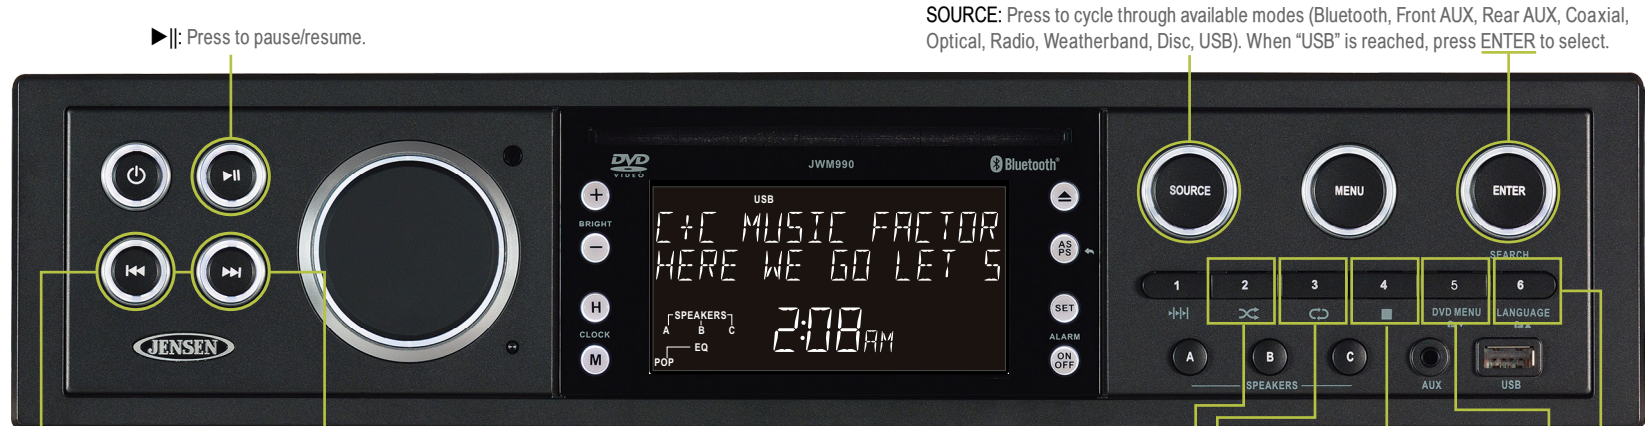 SOURCE: Press to cycle through available modes (Bluetooth, Front AUX, Rear AUX, Coaxial,
Optical, Radio, Weatherband, Disc, USB). When “USB” is reached, press ENTER to select.
▶||: Press to pause/resume.
DVD
VIDEO
JWM990
Bluetooth®
SOURCE
MENU
ENTER
USB
BRIGHT
C+C MUSIC FACTOR
HERE WE GO LET S
AS
PS
SEARCH
1 2 3 4 5 6
H
SPEAKERS
A B C
2:08AM
SET
DVD MENU
LANGUAGE
CLOCK
EQ
ALARM
JENSEN
M
POP
ON
OFF
A B C
SPEAKERS
AUX
USB